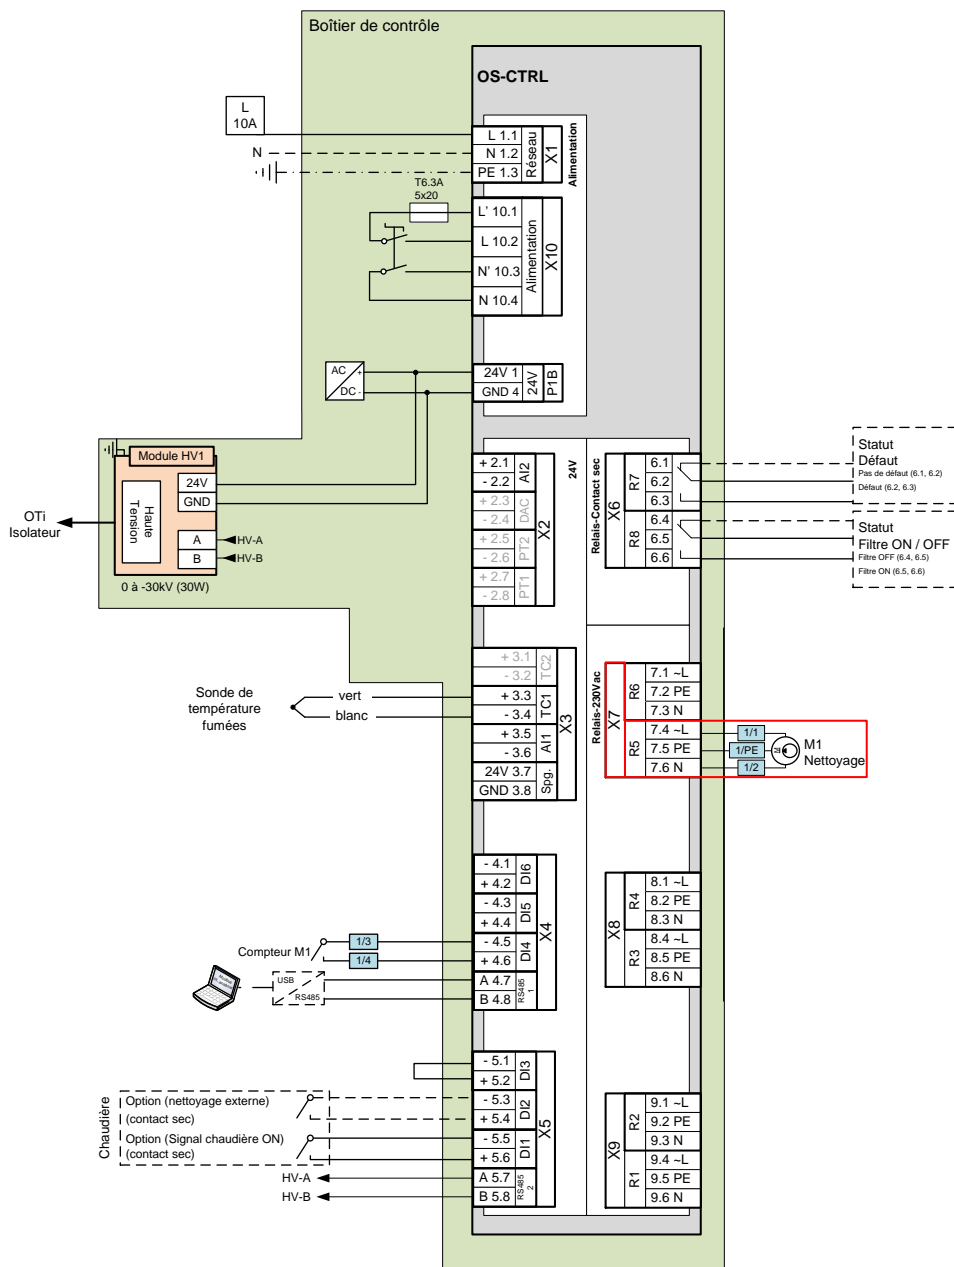 Boîtier de contrôle
OS-CTRL
L
10A
N
L 1.1
N 1.2
PE 1.3
Réseau
X1
Alimentation
T6.3A
5x20
L' 10.1
L 10.2
N' 10.3
N 10.4
Alimentation
X10
AC +
DC -
24V 1
GND 4
24V
P1B
Module HV1
24V
GND
Haute
Tension
A
B
HV-A
HV-B
OTi
Isolateur
0 à -30kV (30W)
+ 2.1
- 2.2
AI2
+ 2.3
- 2.4
DAC
+ 2.5
- 2.6
PT2
+ 2.7
- 2.8
PT1
X2
24V
Relais-Contact sec
X6
R7
6.1
6.2
6.3
R8
6.4
6.5
6.6
Statut
Défaut
Pas de défaut (6.1, 6.2)
Défaut (6.2, 6.3)
Statut
Filtre ON / OFF
Filtre OFF (6.4, 6.5)
Filtre ON (6.5, 6.6)
Sonde de
température
fumées
vert
blanc
+ 3.1
- 3.2
TC2
+ 3.3
- 3.4
TC1
+ 3.5
- 3.6
AI1
24V 3.7
GND 3.8
Spg.
X3
Relais-230Vac
X7
R6
7.1 ~L
7.2 PE
7.3 N
R5
7.4 ~L
7.5 PE
7.6 N
1/1
1/PE
1/2
M1
Nettoyage
Compteur M1
1/3
1/4
USB
RS485
- 4.1
+ 4.2
DI6
- 4.3
+ 4.4
DI5
- 4.5
+ 4.6
DI4
A 4.7
B 4.8
RS485
1
X4
X8
R4
8.1 ~L
8.2 PE
8.3 N
R3
8.4 ~L
8.5 PE
8.6 N
Chaudière
Option (nettoyage externe)
(contact sec)
Option (Signal chaudière ON)
(contact sec)
HV-A
HV-B
- 5.1
+ 5.2
DI3
- 5.3
+ 5.4
DI2
- 5.5
+ 5.6
DI1
A 5.7
B 5.8
RS485
2
X5
X9
R2
9.1 ~L
9.2 PE
9.3 N
R1
9.4 ~L
9.5 PE
9.6 N